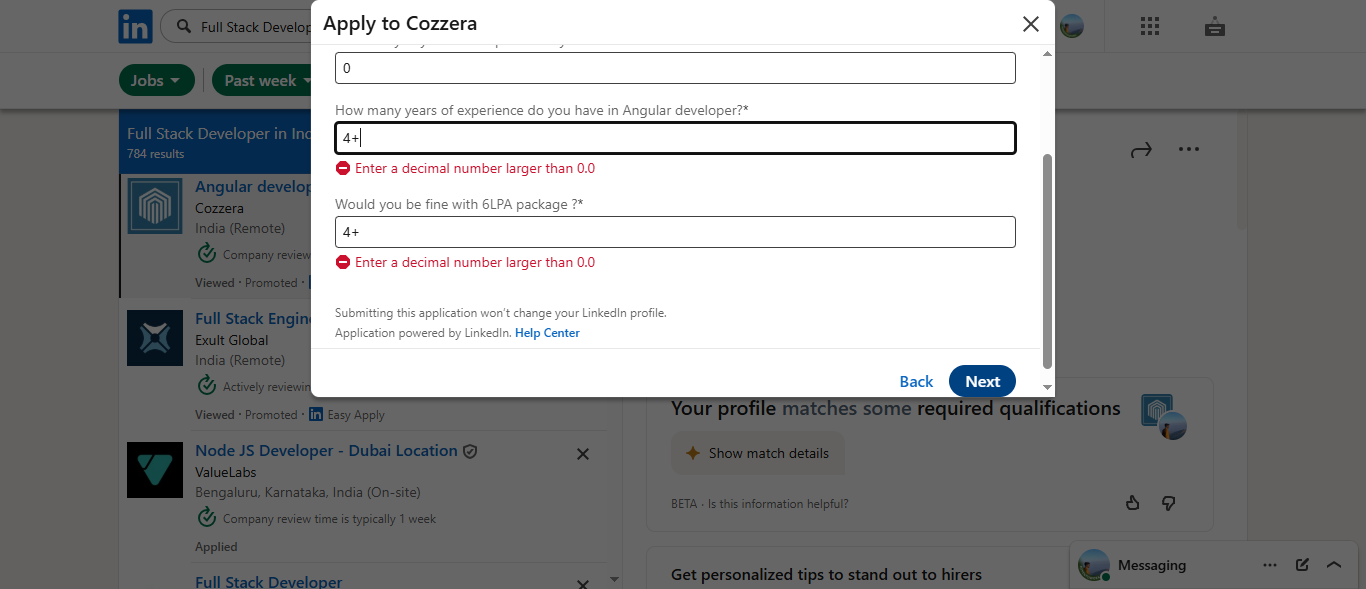 in
Full Stack Develop
Jobs
Past week
Full Stack Developer in Inc
784 results
Angular develop
Cozzera
India (Remote)
Company review
Viewed · Promoted ·
Full Stack Engin
Exult Global
India (Remote)
Actively reviewin
Viewed · Promoted · in Easy Apply
Node JS Developer - Dubai Location
ValueLabs
Bengaluru, Karnataka, India (On-site)
Company review time is typically 1 week
Applied
Full Stack Developer
Apply to Cozzera
0
How many years of experience do you have in Angular developer?*
4+
Enter a decimal number larger than 0.0
Would you be fine with 6LPA package ?*
4+
Enter a decimal number larger than 0.0
Submitting this application won't change your LinkedIn profile.
Application powered by LinkedIn. Help Center
Back
Next
Your profile matches some required qualifications
Show match details
BETA · Is this information helpful?
Get personalized tips to stand out to hirers
Messaging